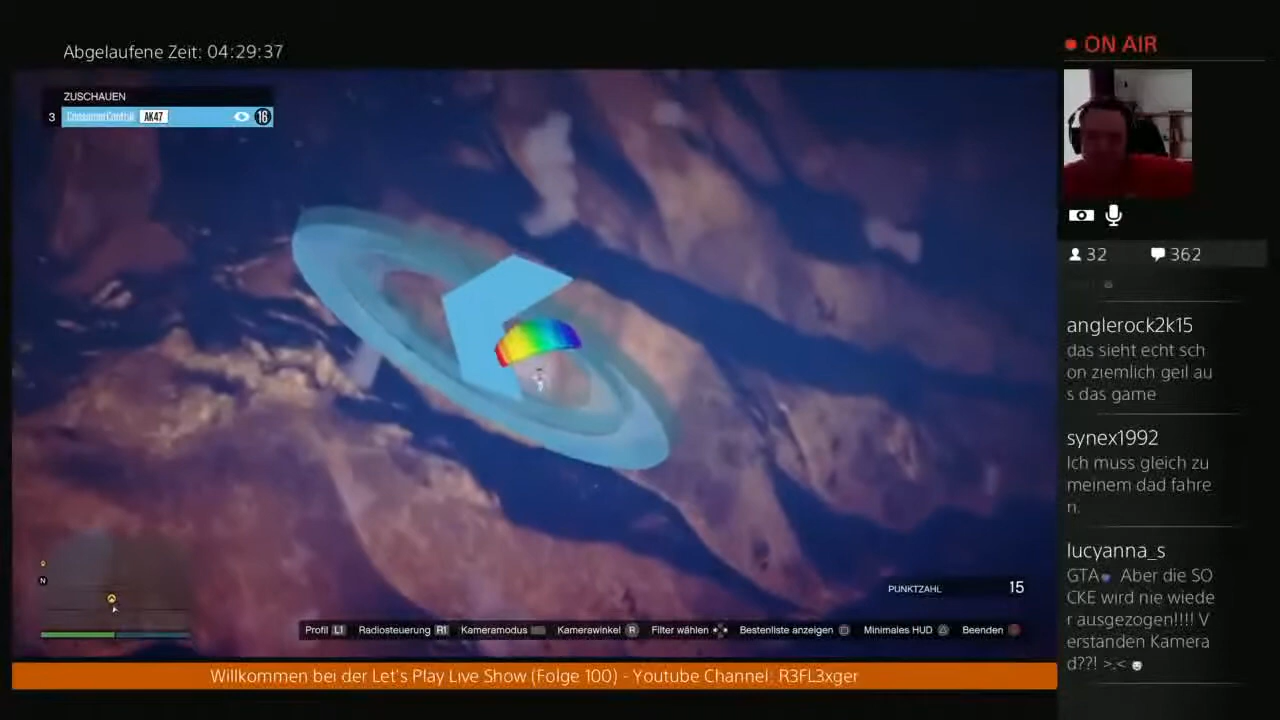 Abgelaufene Zeit: 04:29:37
ON AIR
ZUSCHAUEN
3 ConsumerControl AK47 16
32 362
anglerock2k15
das sieht echt sch
on ziemlich geil au
s das game
synex1992
Ich muss gleich zu
meinem dad fahre
n.
lucyanna_s
GTA Aber die SO
CKE wird nie wiede
r ausgezogen!!!! V
erstanden Kamera
d??! >.<
N
PUNKTZAHL 15
Profil L1 Radiosteuerung R1 Kameramodus Kamerawinkel R Filter wählen Bestenliste anzeigen Minimales HUD Beenden
Willkommen bei der Let's Play Live Show (Folge 100) - Youtube Channel: R3FL3xger